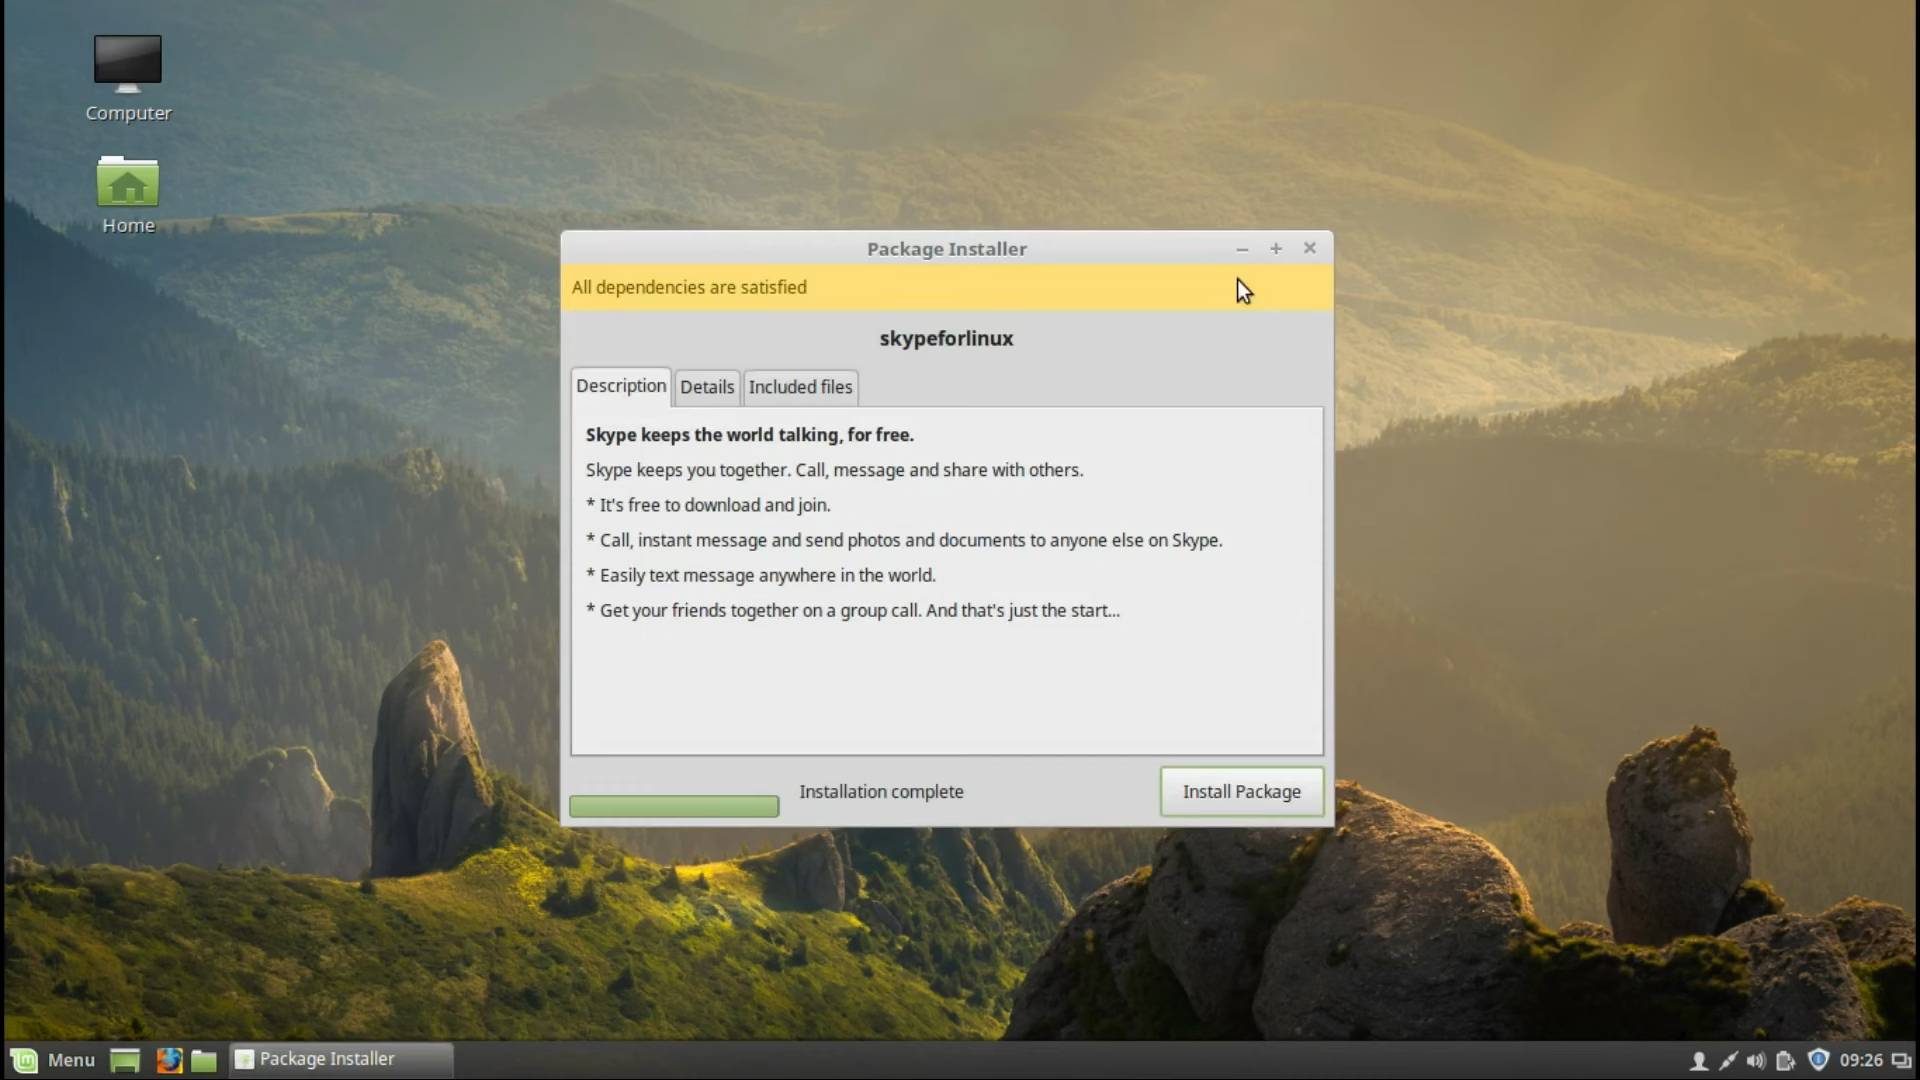 Computer
Home
Package Installer
All dependencies are satisfied
skypeforlinux
Description Details Included files
Skype keeps the world talking, for free.
Skype keeps you together. Call, message and share with others.
* It's free to download and join.
* Call, instant message and send photos and documents to anyone else on Skype.
* Easily text message anywhere in the world.
* Get your friends together on a group call. And that's just the start...
Installation complete
Install Package
Menu
Package Installer
09:26